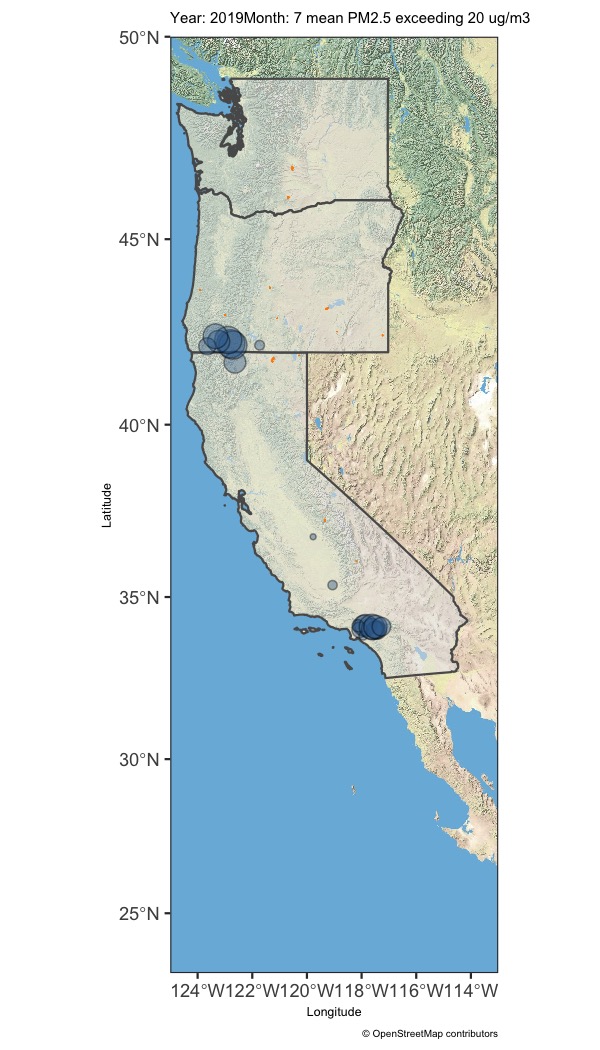 Year: 2019Month: 7 mean PM2.5 exceeding 20 ug/m3
50°N
45°N
40°N
35°N
30°N
25°N
Latitude
124°W122°W120°W118°W116°W114°W
Longitude
© OpenStreetMap contributors